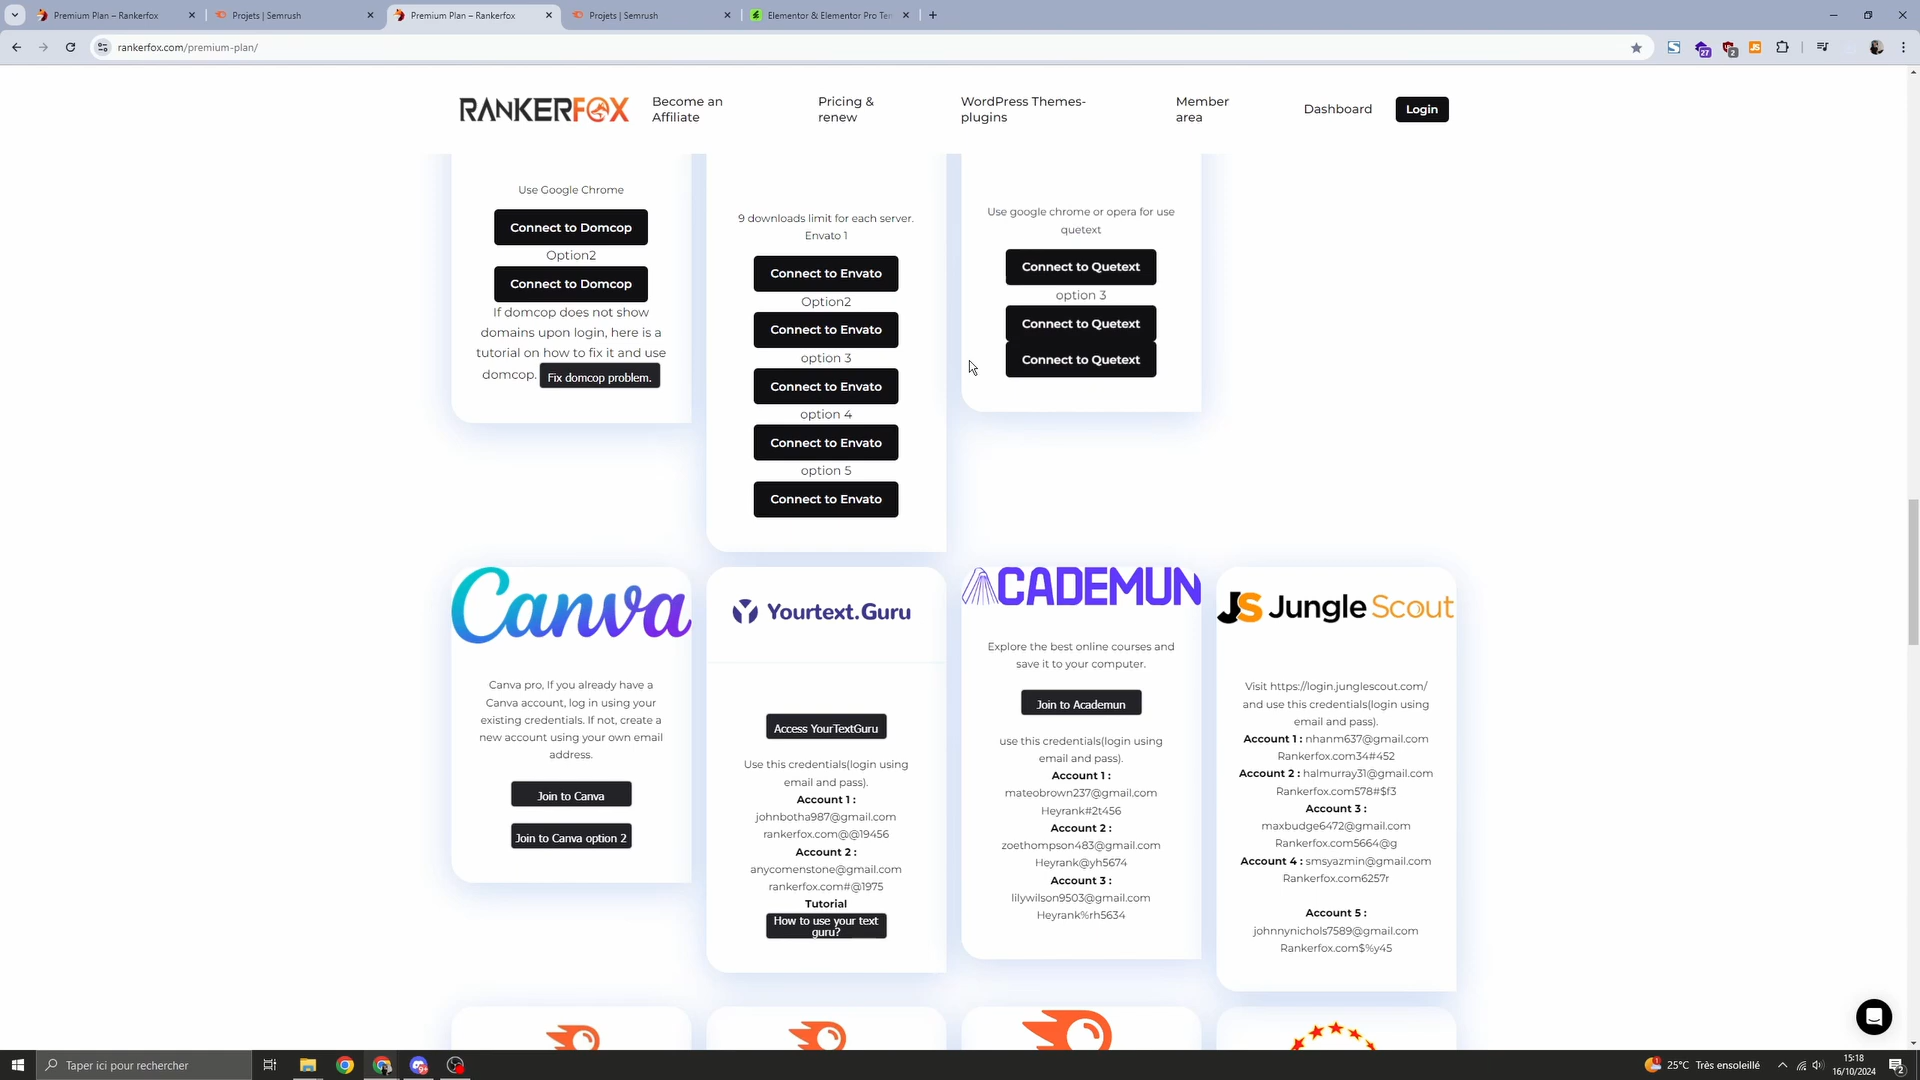 Premium Plan – Rankerfox
Projets | Semrush
Premium Plan – Rankerfox
Projets | Semrush
Elementor & Elementor Pro Ten
rankerfox.com/premium-plan/
27
2
JS
RANKERFOX
Become an
Affiliate
Pricing &
renew
WordPress Themes-
plugins
Member
area
Dashboard
Login
Use Google Chrome
Connect to Domcop
Option2
Connect to Domcop
If domcop does not show
domains upon login, here is a
tutorial on how to fix it and use
domcop. Fix domcop problem.
9 downloads limit for each server.
Envato 1
Connect to Envato
Option2
Connect to Envato
option 3
Connect to Envato
option 4
Connect to Envato
option 5
Connect to Envato
Use google chrome or opera for use
quetext
Connect to Quetext
option 3
Connect to Quetext
Connect to Quetext
Canva
Canva pro, If you already have a
Canva account, log in using your
existing credentials. If not, create a
new account using your own email
address.
Join to Canva
Join to Canva option 2
Yourtext.Guru
Access YourTextGuru
Use this credentials(login using
email and pass).
Account 1 :
johnbotha987@gmail.com
rankerfox.com@@19456
Account 2 :
anycomenstone@gmail.com
rankerfox.com#@1975
Tutorial
How to use your text
guru?
ACADEMUN
Explore the best online courses and
save it to your computer.
Join to Academun
use this credentials(login using
email and pass).
Account 1 :
mateobrown237@gmail.com
Heyrank#2t456
Account 2 :
zoethompson483@gmail.com
Heyrank@yh5674
Account 3 :
lilywilson9503@gmail.com
Heyrank%rh5634
JS Jungle Scout
Visit https://login.junglescout.com/
and use this credentials(login using
email and pass).
Account 1 : nhanm637@gmail.com
Rankerfox.com34#452
Account 2 : halmurray31@gmail.com
Rankerfox.com578#$f3
Account 3 :
maxbudge6472@gmail.com
Rankerfox.com5664@g
Account 4 : smsyazmin@gmail.com
Rankerfox.com6257r
Account 5 :
johnnynichols7589@gmail.com
Rankerfox.com$%y45
Taper ici pour rechercher
25°C Très ensoleillé
15:18
16/10/2024
2